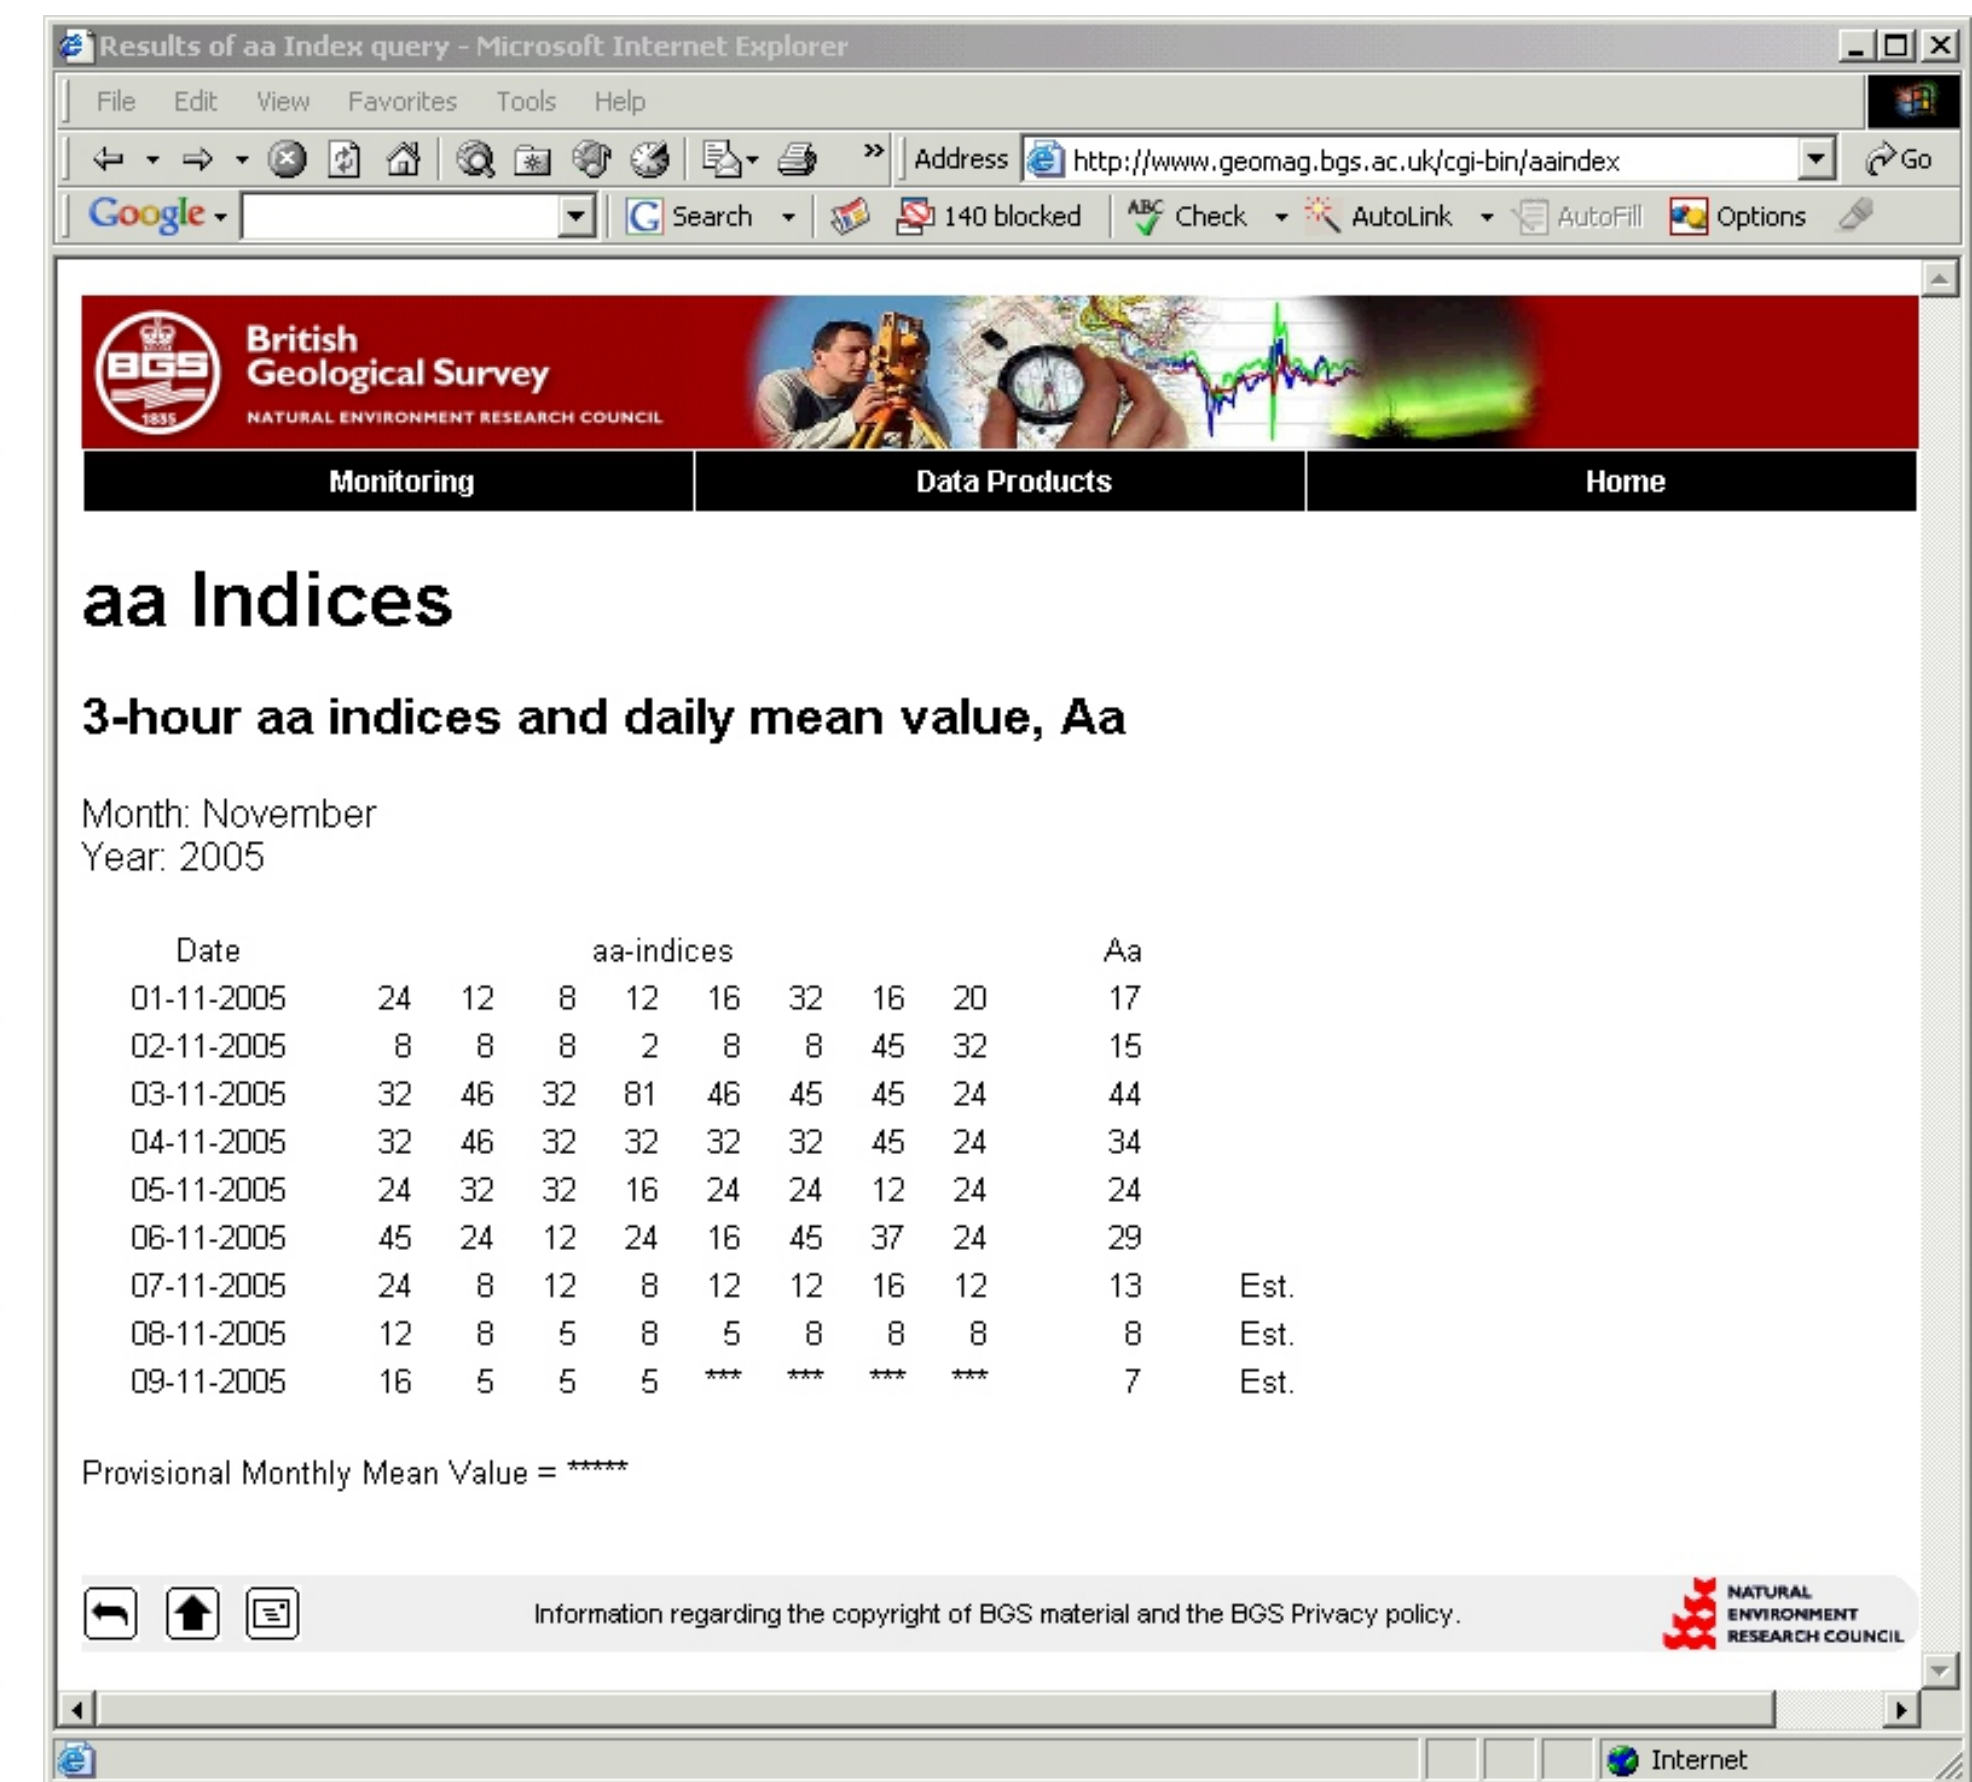 Results of aa Index query - Microsoft Internet Explorer
File Edit View Favorites Tools Help
» Address http://www.geomag.bgs.ac.uk/cgi-bin/aaindex Go
Google Search 140 blocked ABC Check AutoLink AutoFill Options
BGS
1835
British
Geological Survey
NATURAL ENVIRONMENT RESEARCH COUNCIL
Monitoring Data Products Home
aa Indices
3-hour aa indices and daily mean value, Aa
Month: November
Year: 2005
Date aa-indices Aa
01-11-2005 24 12 8 12 16 32 16 20 17
02-11-2005 8 8 8 2 8 8 45 32 15
03-11-2005 32 46 32 81 46 45 45 24 44
04-11-2005 32 46 32 32 32 32 45 24 34
05-11-2005 24 32 32 16 24 24 12 24 24
06-11-2005 45 24 12 24 16 45 37 24 29
07-11-2005 24 8 12 8 12 12 16 12 13 Est.
08-11-2005 12 8 5 8 5 8 8 8 8 Est.
09-11-2005 16 5 5 5 *** *** *** *** 7 Est.
Provisional Monthly Mean Value = *****
Information regarding the copyright of BGS material and the BGS Privacy policy.
NATURAL
ENVIRONMENT
RESEARCH COUNCIL
Internet